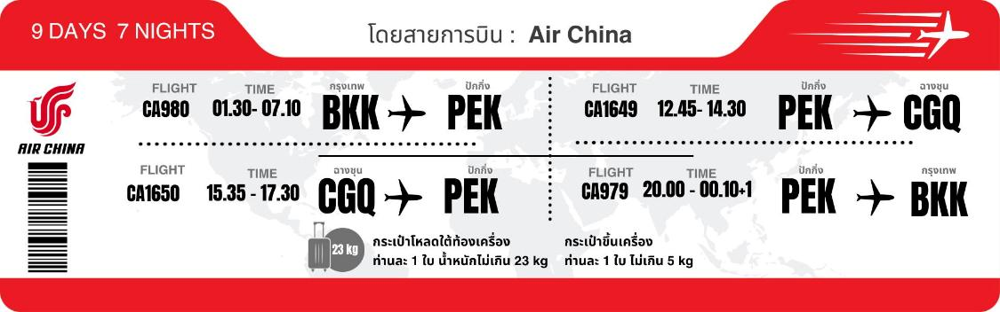 9 DAYS 7 NIGHTS
โดยสายการบิน : Air China
AIR CHINA
FLIGHT TIME กรุงเทพ ปักกิ่ง
CA980 01.30- 07.10 BKK PEK
FLIGHT TIME ปักกิ่ง ฉางชุน
CA1649 12.45- 14.30 PEK CGQ
FLIGHT TIME ฉางชุน ปักกิ่ง
CA1650 15.35 - 17.30 CGQ PEK
FLIGHT TIME ปักกิ่ง กรุงเทพ
CA979 20.00 - 00.10+1 PEK BKK
23 kg
กระเป๋าโหลดใต้ท้องเครื่อง
ท่านละ 1 ใบ น้ำหนักไม่เกิน 23 kg
กระเป๋าขึ้นเครื่อง
ท่านละ 1 ใบ ไม่เกิน 5 kg